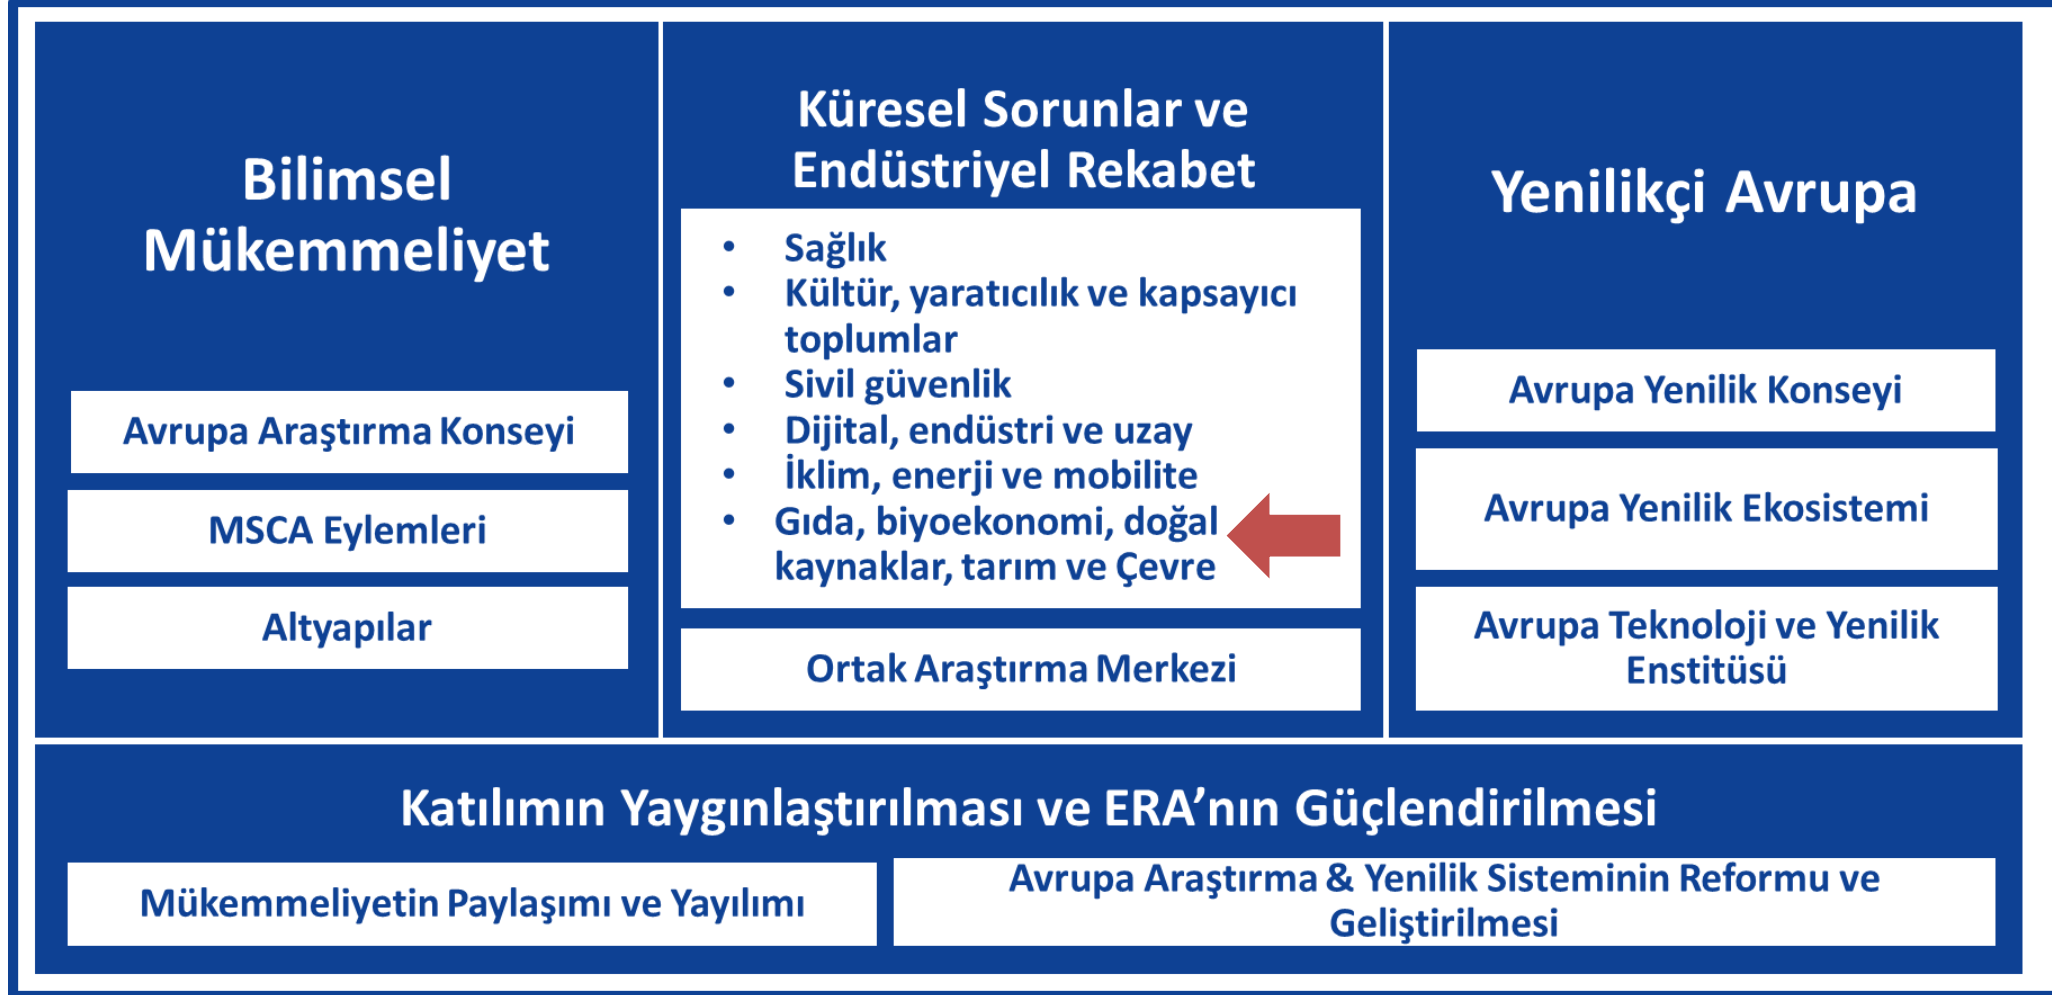 Bilimsel
Mükemmeliyet
Avrupa Araştırma Konseyi
MSCA Eylemleri
Altyapılar
Küresel Sorunlar ve
Endüstriyel Rekabet
• Sağlık
• Kültür, yaratıcılık ve kapsayıcı
toplumlar
• Sivil güvenlik
• Dijital, endüstri ve uzay
• İklim, enerji ve mobilite
• Gıda, biyoekonomi, doğal
kaynaklar, tarım ve Çevre
Ortak Araştırma Merkezi
Yenilikçi Avrupa
Avrupa Yenilik Konseyi
Avrupa Yenilik Ekosistemi
Avrupa Teknoloji ve Yenilik
Enstitüsü
Katılımın Yaygınlaştırılması ve ERA’nın Güçlendirilmesi
Mükemmeliyetin Paylaşımı ve Yayılımı
Avrupa Araştırma & Yenilik Sisteminin Reformu ve
Geliştirilmesi